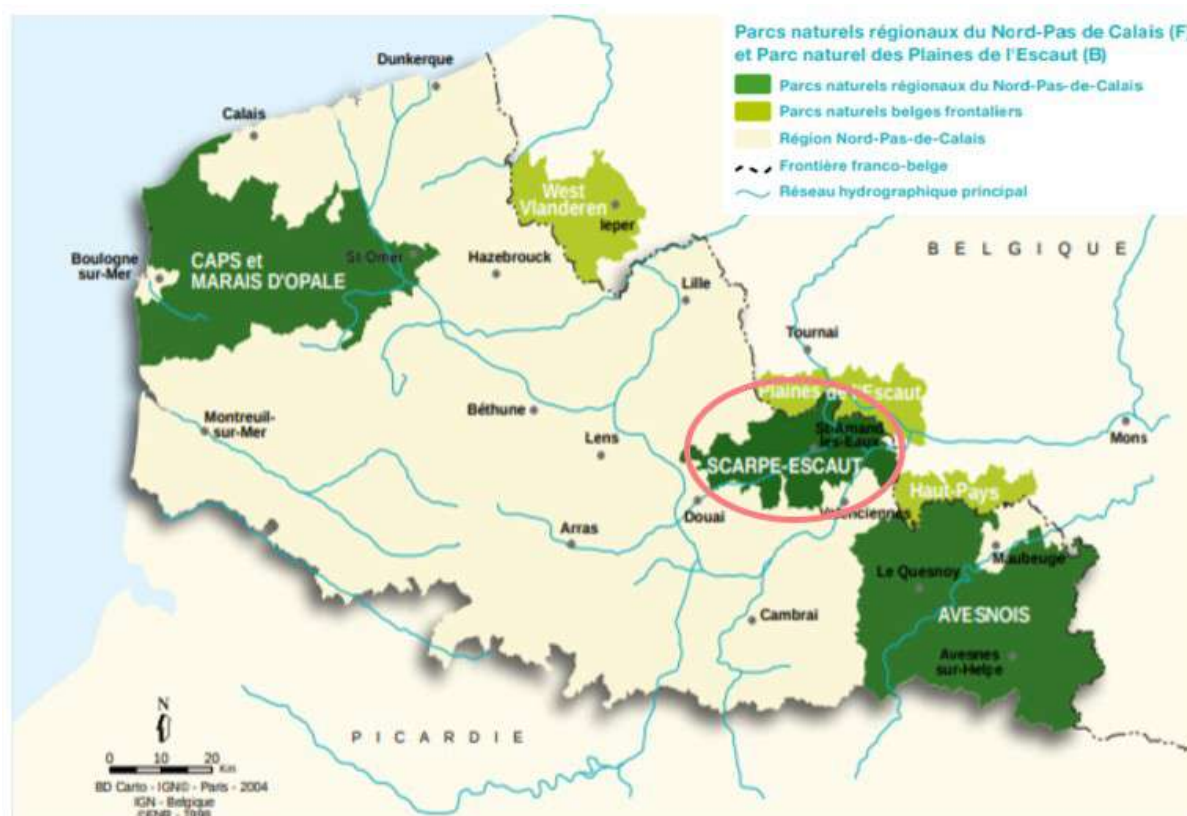 Parcs naturels régionaux du Nord-Pas de Calais (F)
et Parc naturel des Plaines de l'Escaut (B)
Parcs naturels régionaux du Nord-Pas-de-Calais
Parcs naturels belges frontaliers
Région Nord-Pas-de-Calais
Frontière franco-belge
Réseau hydrographique principal
Dunkerque
Calais
West
Vlanderen
Ieper
BELGIQUE
Boulogne
sur-Mer
CAPS et
MARAIS D'OPALE
St-Omer
Hazebrouck
Lille
Tournai
Plaines de l'Escaut
Montreuil-
sur-Mer
Béthune
Lens
St-Amand
les-Eaux
Mons
SCARPE-ESCAUT
Haut-Pays
Douai
Valenciennes
Arras
Maubeuge
Le Quesnoy
Cambrai
AVESNOIS
Avesnes
sur-Helpe
PICARDIE
N
0 10 20
Km
BD Carto - IGN© - Paris - 2004
IGN - Belgique